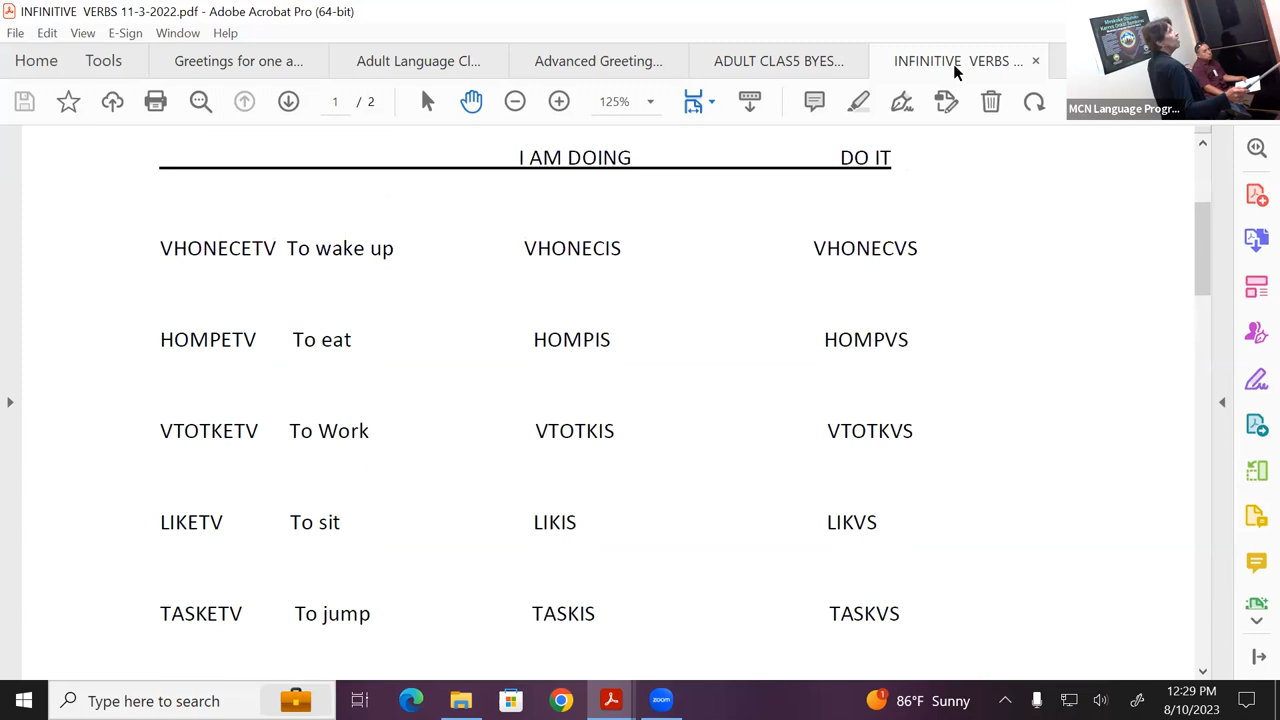 INFINITIVE VERBS 11-3-2022.pdf - Adobe Acrobat Pro (64-bit)
File Edit View E-Sign Window Help
Home Tools Greetings for one a... Adult Language Cl... Advanced Greeting... ADULT CLAS5 BYES... INFINITIVE VERBS ... ×
1 / 2 125%
MCN Language Progr...
I AM DOING DO IT
VHONECETV To wake up VHONECIS VHONECVS
HOMPETV To eat HOMPIS HOMPVS
VTOTKETV To Work VTOTKIS VTOTKVS
LIKETV To sit LIKIS LIKVS
TASKETV To jump TASKIS TASKVS
Type here to search
zoom
1 86°F Sunny
12:29 PM
8/10/2023